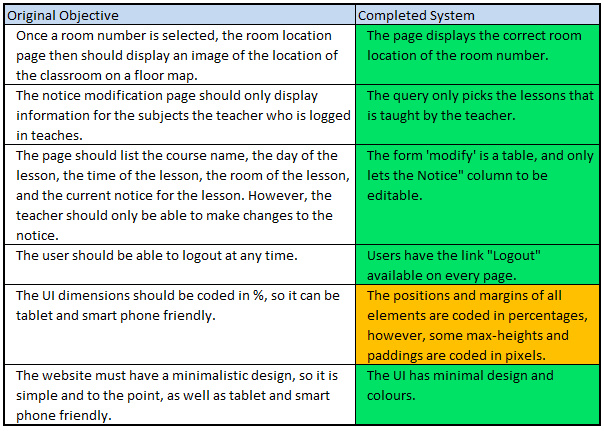 Original Objective
Completed System
Once a room number is selected, the room location
page then should display an image of the location of
the classroom on a floor map.
The page displays the correct room
location of the room number.
The notice modification page should only display
information for the subjects the teacher who is logged
in teaches.
The query only picks the lessons that
is taught by the teacher.
The page should list the course name, the day of the
lesson, the time of the lesson, the room of the lesson,
and the current notice for the lesson. However, the
teacher should only be able to make changes to the
notice.
The form 'modify' is a table, and only
lets the Notice" column to be
editable.
The user should be able to logout at any time.
Users have the link "Logout"
available on every page.
The UI dimensions should be coded in %, so it can be
tablet and smart phone friendly.
The positions and margins of all
elements are coded in percentages,
however, some max-heights and
paddings are coded in pixels.
The website must have a minimalistic design, so it is
simple and to the point, as well as tablet and smart
phone friendly.
The UI has minimal design and
colours.